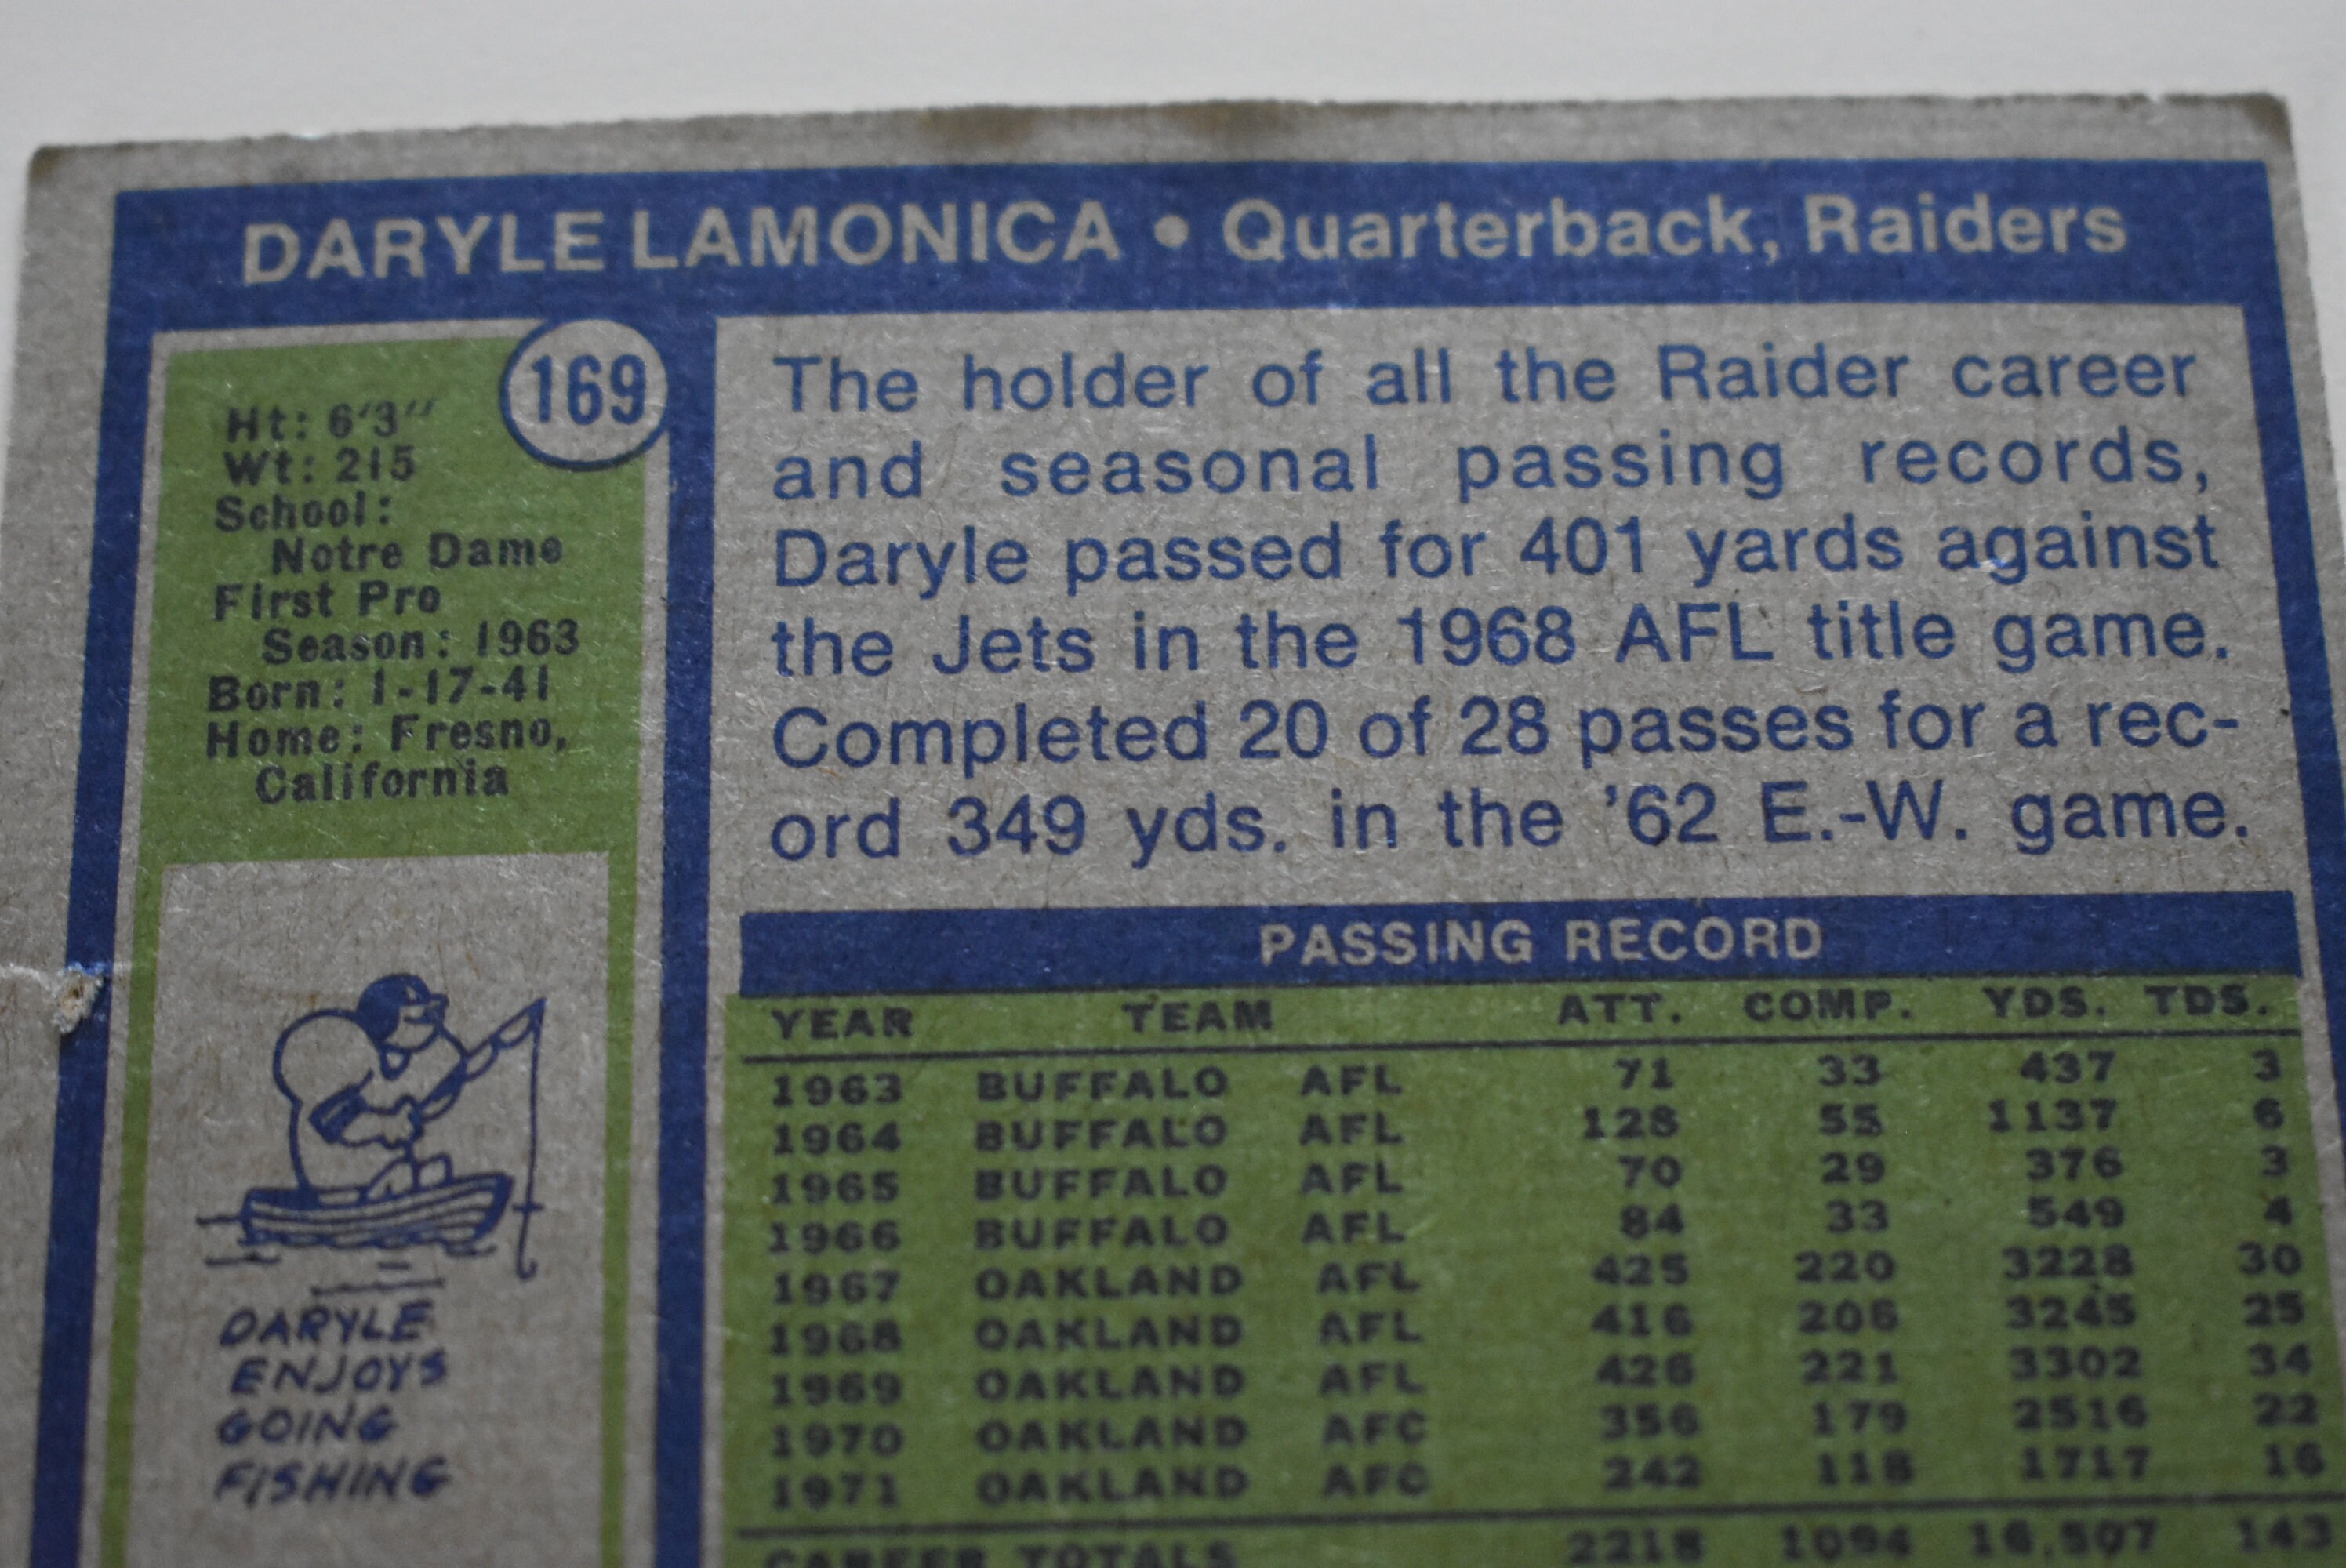 DARYLE LAMONICA • Quarterback, Raiders
169
Ht: 6'3"
Wt: 215
School:
Notre Dame
First Pro
Season: 1963
Born: 1-17-41
Home: Fresno,
California
The holder of all the Raider career
and seasonal passing records,
Daryle passed for 401 yards against
the Jets in the 1968 AFL title game.
Completed 20 of 28 passes for a rec-
ord 349 yds. in the '62 E.-W. game.
DARYLE
ENJOYS
GOING
FISHING
PASSING RECORD
YEAR TEAM ATT. COMP. YDS. TDS.
1963 BUFFALO AFL 71 33 437 3
1964 BUFFALO AFL 128 55 1137 6
1965 BUFFALO AFL 70 29 376 3
1966 BUFFALO AFL 84 33 549 4
1967 OAKLAND AFL 425 220 3228 30
1968 OAKLAND AFL 416 206 3245 25
1969 OAKLAND AFL 426 221 3302 34
1970 OAKLAND AFC 356 179 2516 22
1971 OAKLAND AFC 242 118 1717 16
CAREER TOTALS 2218 1094 16,507 143